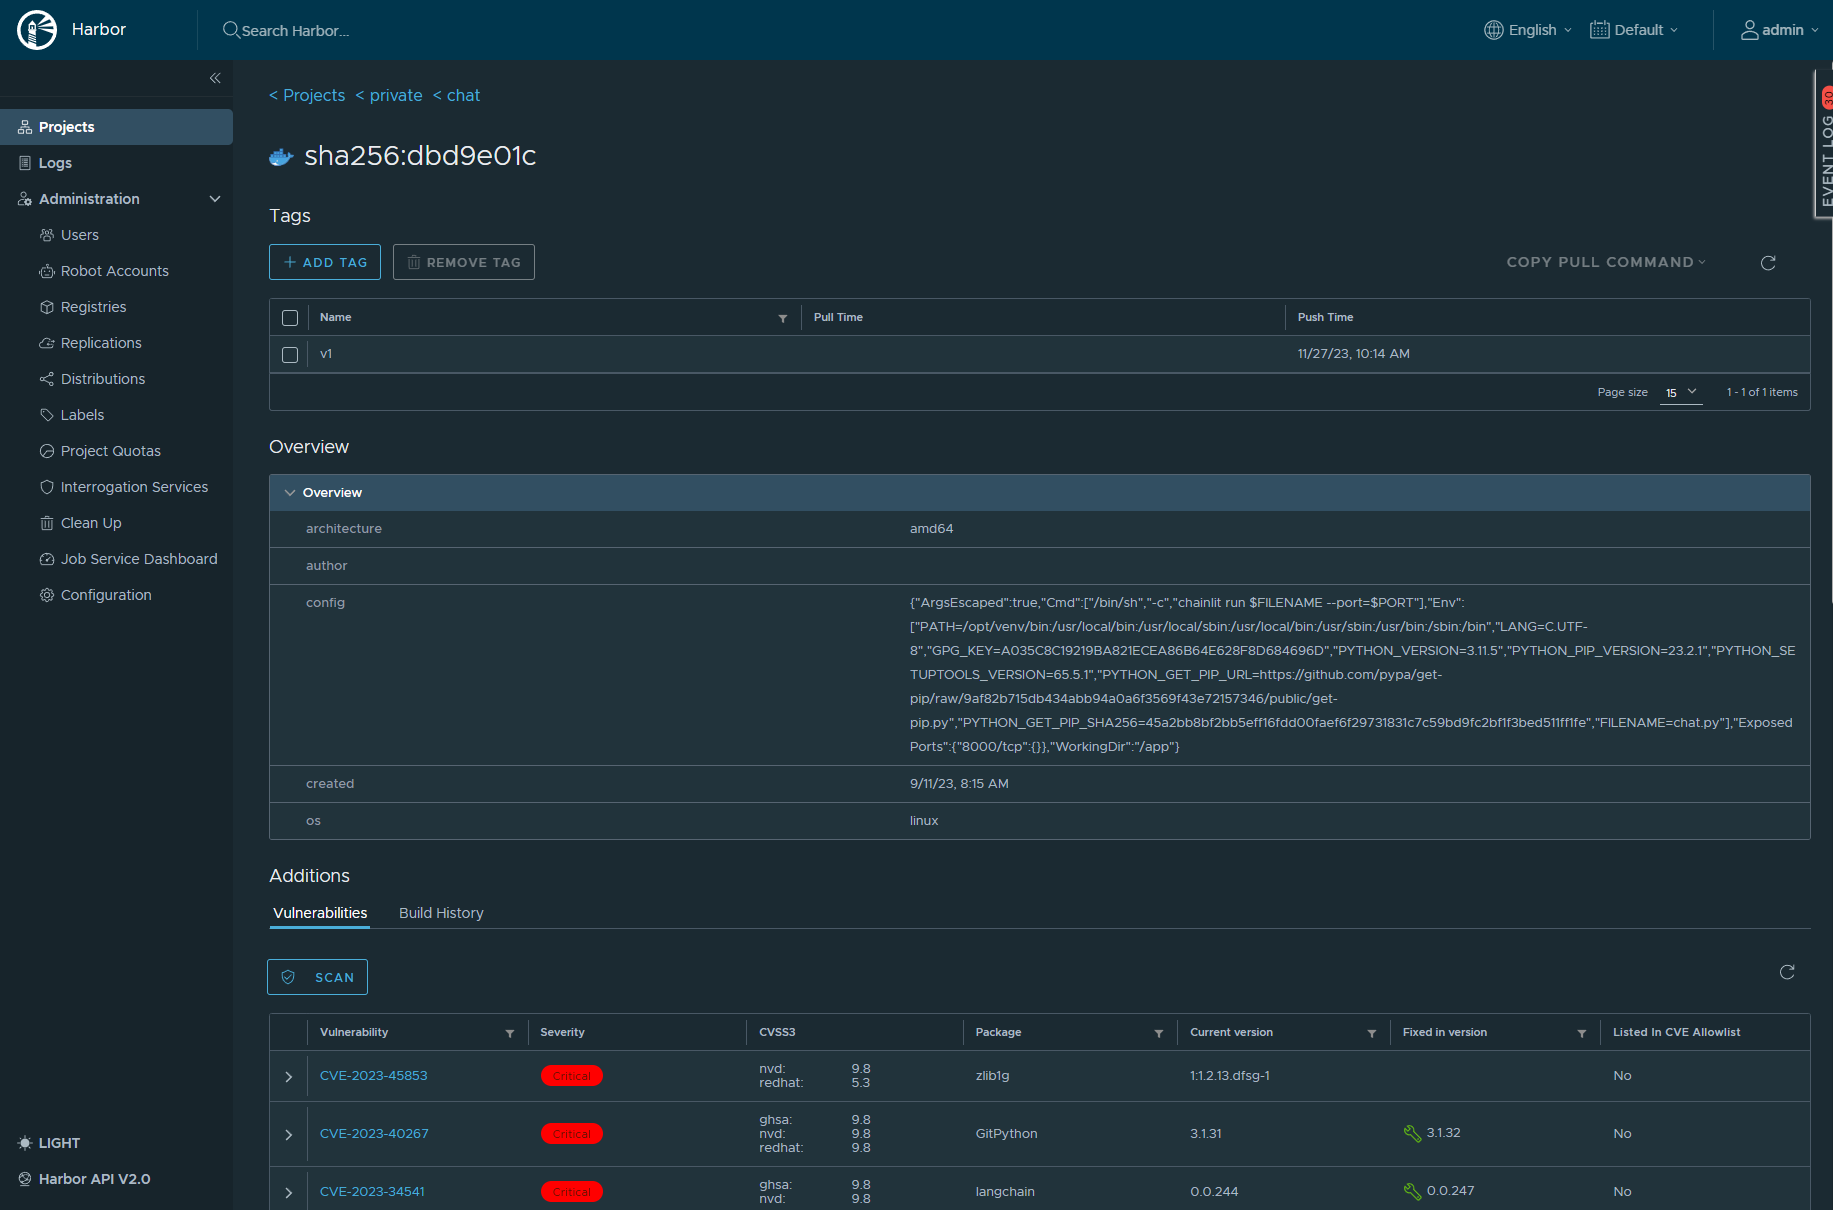 Harbor
Search Harbor...
English
Default
admin
EVENT LOG 30
Projects
Logs
Administration
Users
Robot Accounts
Registries
Replications
Distributions
Labels
Project Quotas
Interrogation Services
Clean Up
Job Service Dashboard
Configuration
LIGHT
Harbor API V2.0
< Projects < private < chat
sha256:dbd9e01c
Tags
+ ADD TAG
REMOVE TAG
COPY PULL COMMAND
Name Pull Time Push Time
v1 11/27/23, 10:14 AM
Page size 15 1 - 1 of 1 items
Overview
Overview
architecture amd64
author
config
{"ArgsEscaped":true,"Cmd":["/bin/sh","-c","chainlit run $FILENAME --port=$PORT"],"Env":
["PATH=/opt/venv/bin:/usr/local/bin:/usr/local/sbin:/usr/local/bin:/usr/sbin:/usr/bin:/sbin:/bin","LANG=C.UTF-
8","GPG_KEY=A035C8C19219BA821ECEA86B64E628F8D684696D","PYTHON_VERSION=3.11.5","PYTHON_PIP_VERSION=23.2.1","PYTHON_SE
TUPTOOLS_VERSION=65.5.1","PYTHON_GET_PIP_URL=https://github.com/pypa/get-
pip/raw/9af82b715db434abb94a0a6f3569f43e72157346/public/get-
pip.py","PYTHON_GET_PIP_SHA256=45a2bb8bf2bb5eff16fdd00faef6f29731831c7c59bd9fc2bf1f3bed511ff1fe","FILENAME=chat.py"],"Exposed
Ports":{"8000/tcp":{}},"WorkingDir":"/app"}
created 9/11/23, 8:15 AM
os linux
Additions
Vulnerabilities Build History
SCAN
Vulnerability Severity CVSS3 Package Current version Fixed in version Listed In CVE Allowlist
CVE-2023-45853 Critical nvd: 9.8 zlib1g 1:1.2.13.dfsg-1 No
redhat: 5.3
ghsa: 9.8
CVE-2023-40267 Critical nvd: 9.8 GitPython 3.1.31 3.1.32 No
redhat: 9.8
ghsa: 9.8
CVE-2023-34541 Critical langchain 0.0.244 0.0.247 No
nvd: 9.8